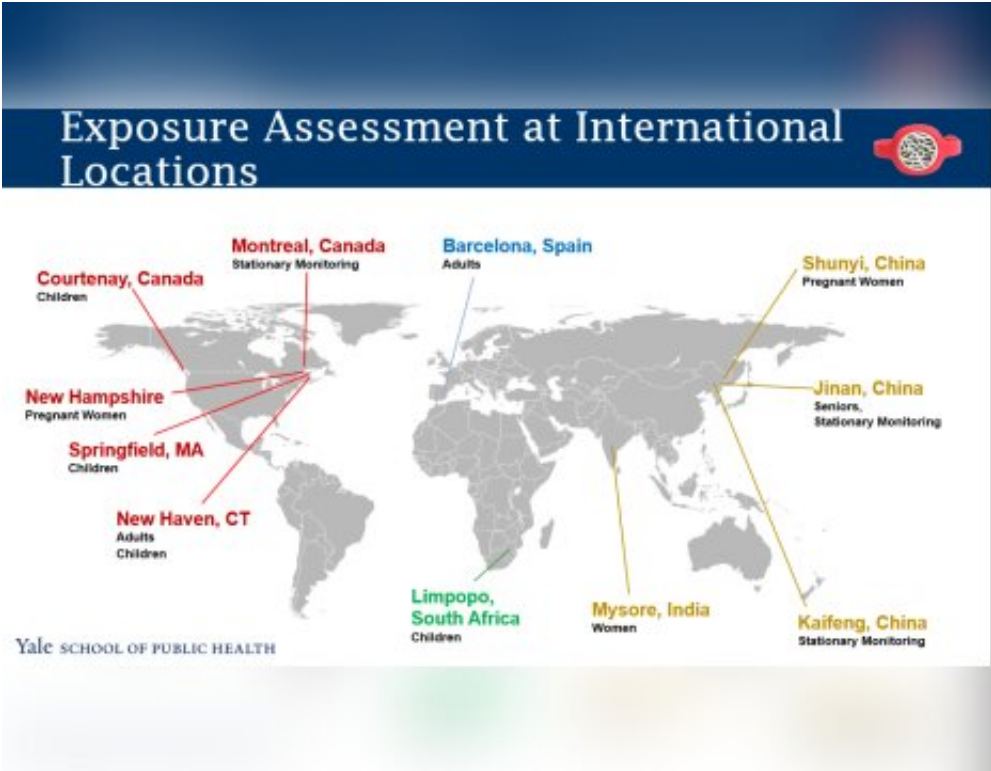 Exposure Assessment at International
Locations
Montreal, Canada
Stationary Monitoring
Barcelona, Spain
Adults
Shunyi, China
Pregnant Women
Courtenay, Canada
Children
New Hampshire
Pregnant Women
Jinan, China
Seniors,
Stationary Monitoring
Springfield, MA
Children
New Haven, CT
Adults
Children
Limpopo,
South Africa
Children
Mysore, India
Women
Kaifeng, China
Stationary Monitoring
Yale SCHOOL OF PUBLIC HEALTH